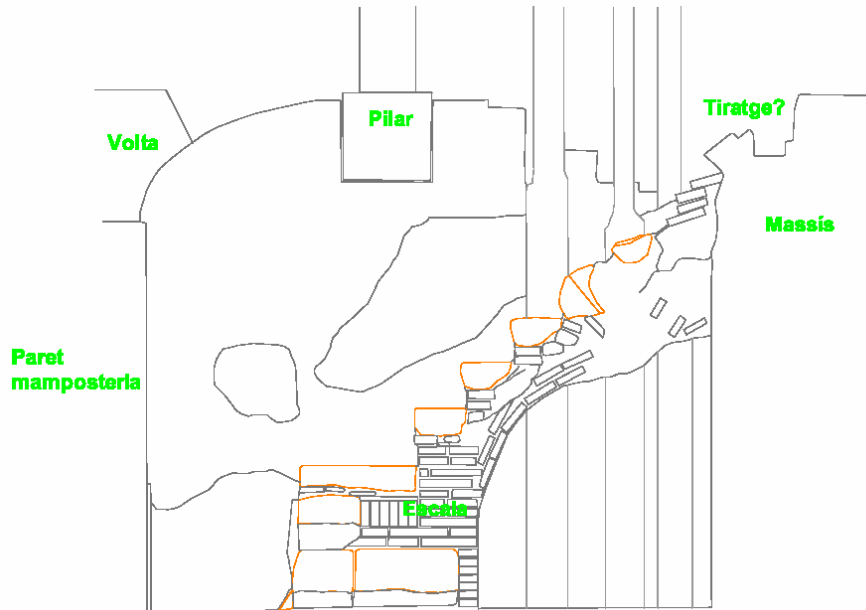 Tiratge?
Pilar
Volta
Massís
Paret
mamposteria
Escala